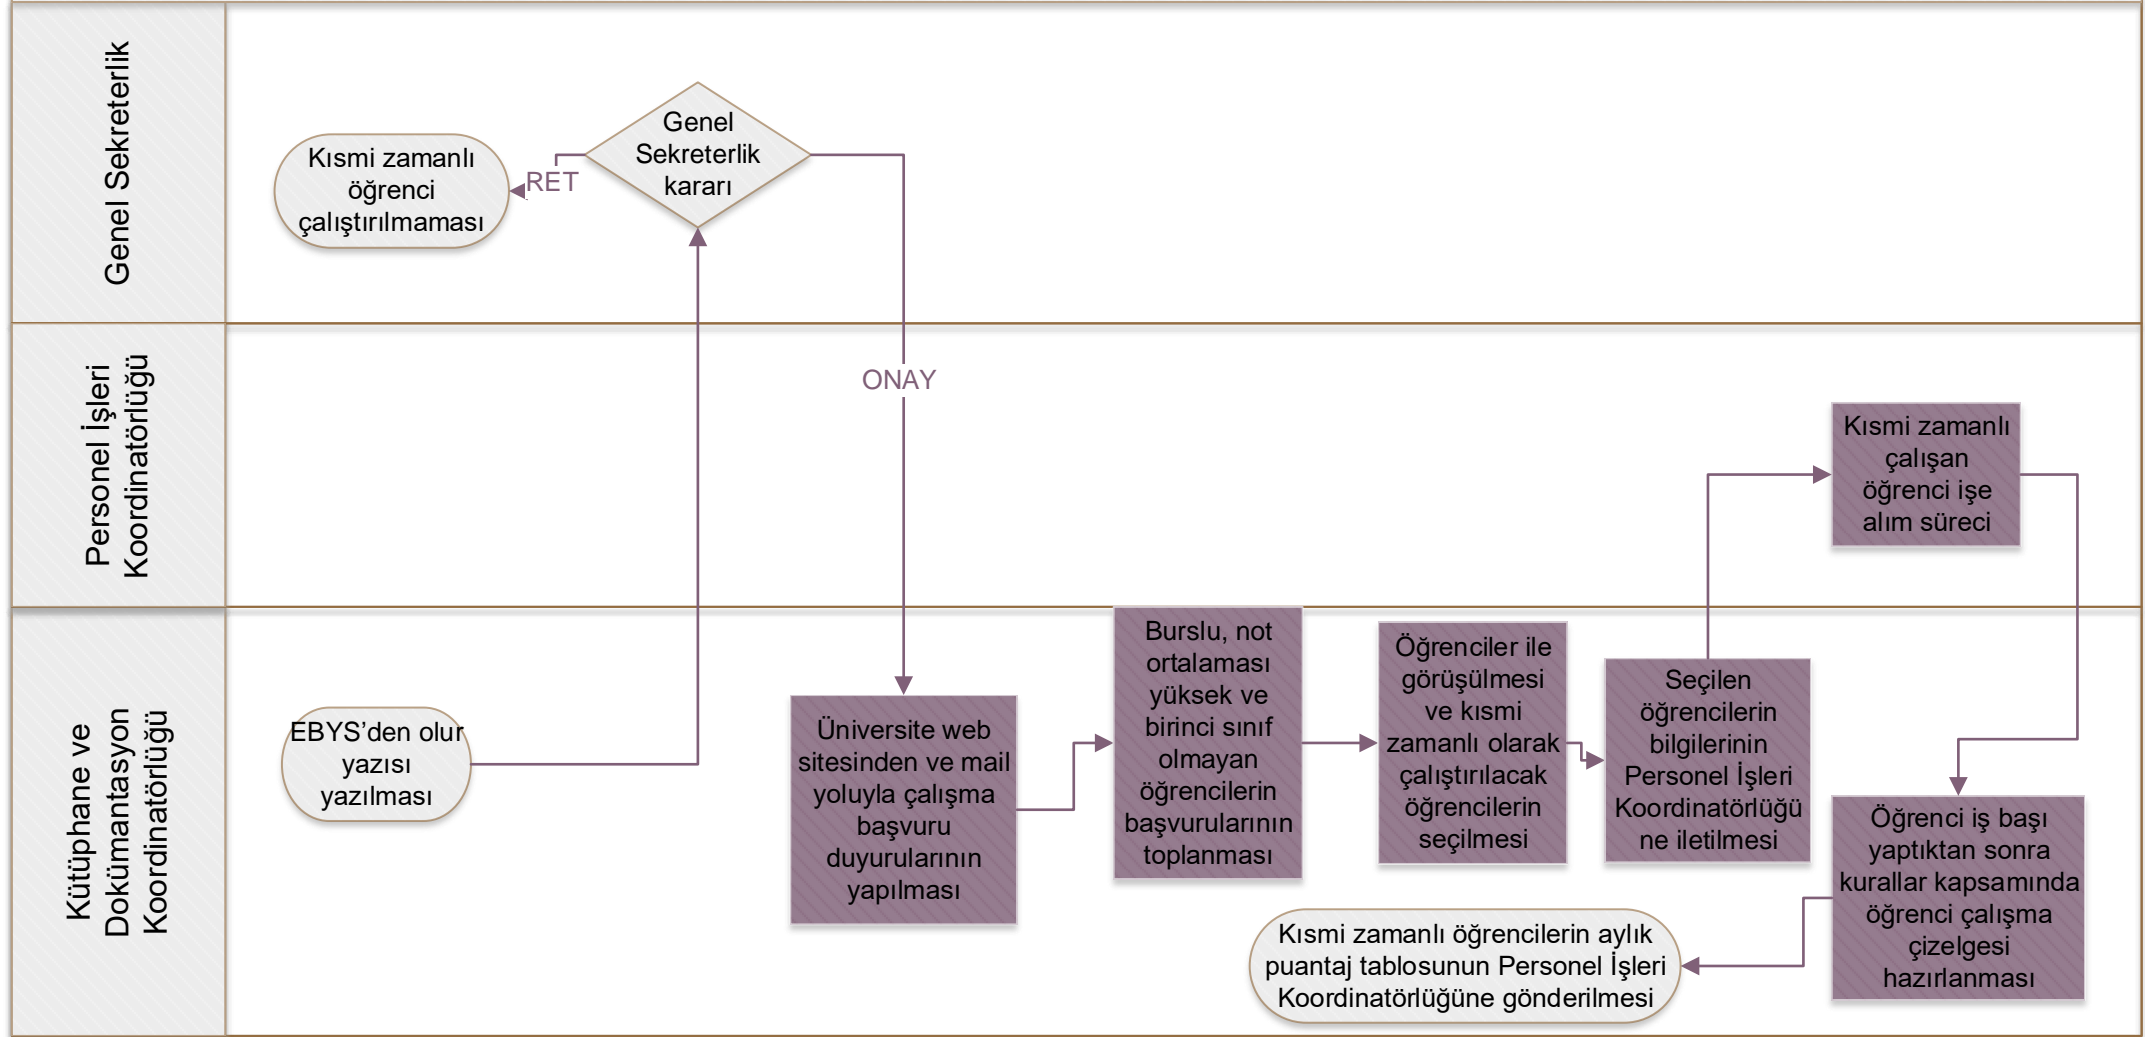 Genel Sekreterlik
Kısmi zamanlı
öğrenci
çalıştırılmaması
RET
Genel
Sekreterlik
kararı
ONAY
Personel İşleri
Koordinatörlüğü
Kısmi zamanlı
çalışan
öğrenci işe
alım süreci
Kütüphane ve
Dokümantasyon
Koordinatörlüğü
EBYS’den olur
yazısı
yazılması
Üniversite web
sitesinden ve mail
yoluyla çalışma
başvuru
duyurularının
yapılması
Burslu, not
ortalaması
yüksek ve
birinci sınıf
olmayan
öğrencilerin
başvurularının
toplanması
Öğrenciler ile
görüşülmesi
ve kısmi
zamanlı olarak
çalıştırılacak
öğrencilerin
seçilmesi
Seçilen
öğrencilerin
bilgilerinin
Personel İşleri
Koordinatörlüğü
ne iletilmesi
Öğrenci iş başı
yaptıktan sonra
kurallar kapsamında
öğrenci çalışma
çizelgesi
hazırlanması
Kısmi zamanlı öğrencilerin aylık
puantaj tablosunun Personel İşleri
Koordinatörlüğüne gönderilmesi